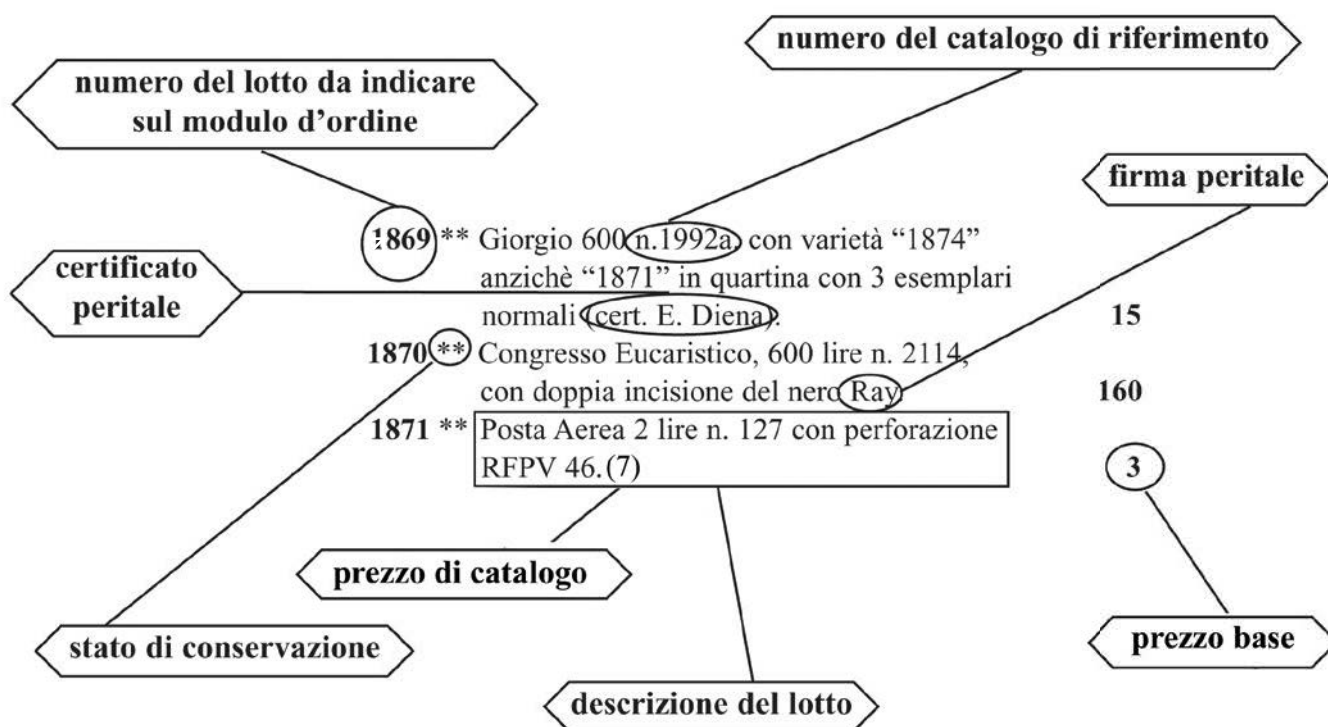 numero del catalogo di riferimento
numero del lotto da indicare
sul modulo d'ordine
firma peritale
1869 ** Giorgio 600 n.1992a, con varietà “1874”
anzichè “1871” in quartina con 3 esemplari
normali (cert. E. Diena). 15
certificato
peritale
1870 ** Congresso Eucaristico, 600 lire n. 2114,
con doppia incisione del nero Ray. 160
1871 ** Posta Aerea 2 lire n. 127 con perforazione
RFPV 46. (7) 3
prezzo di catalogo
stato di conservazione
prezzo base
descrizione del lotto